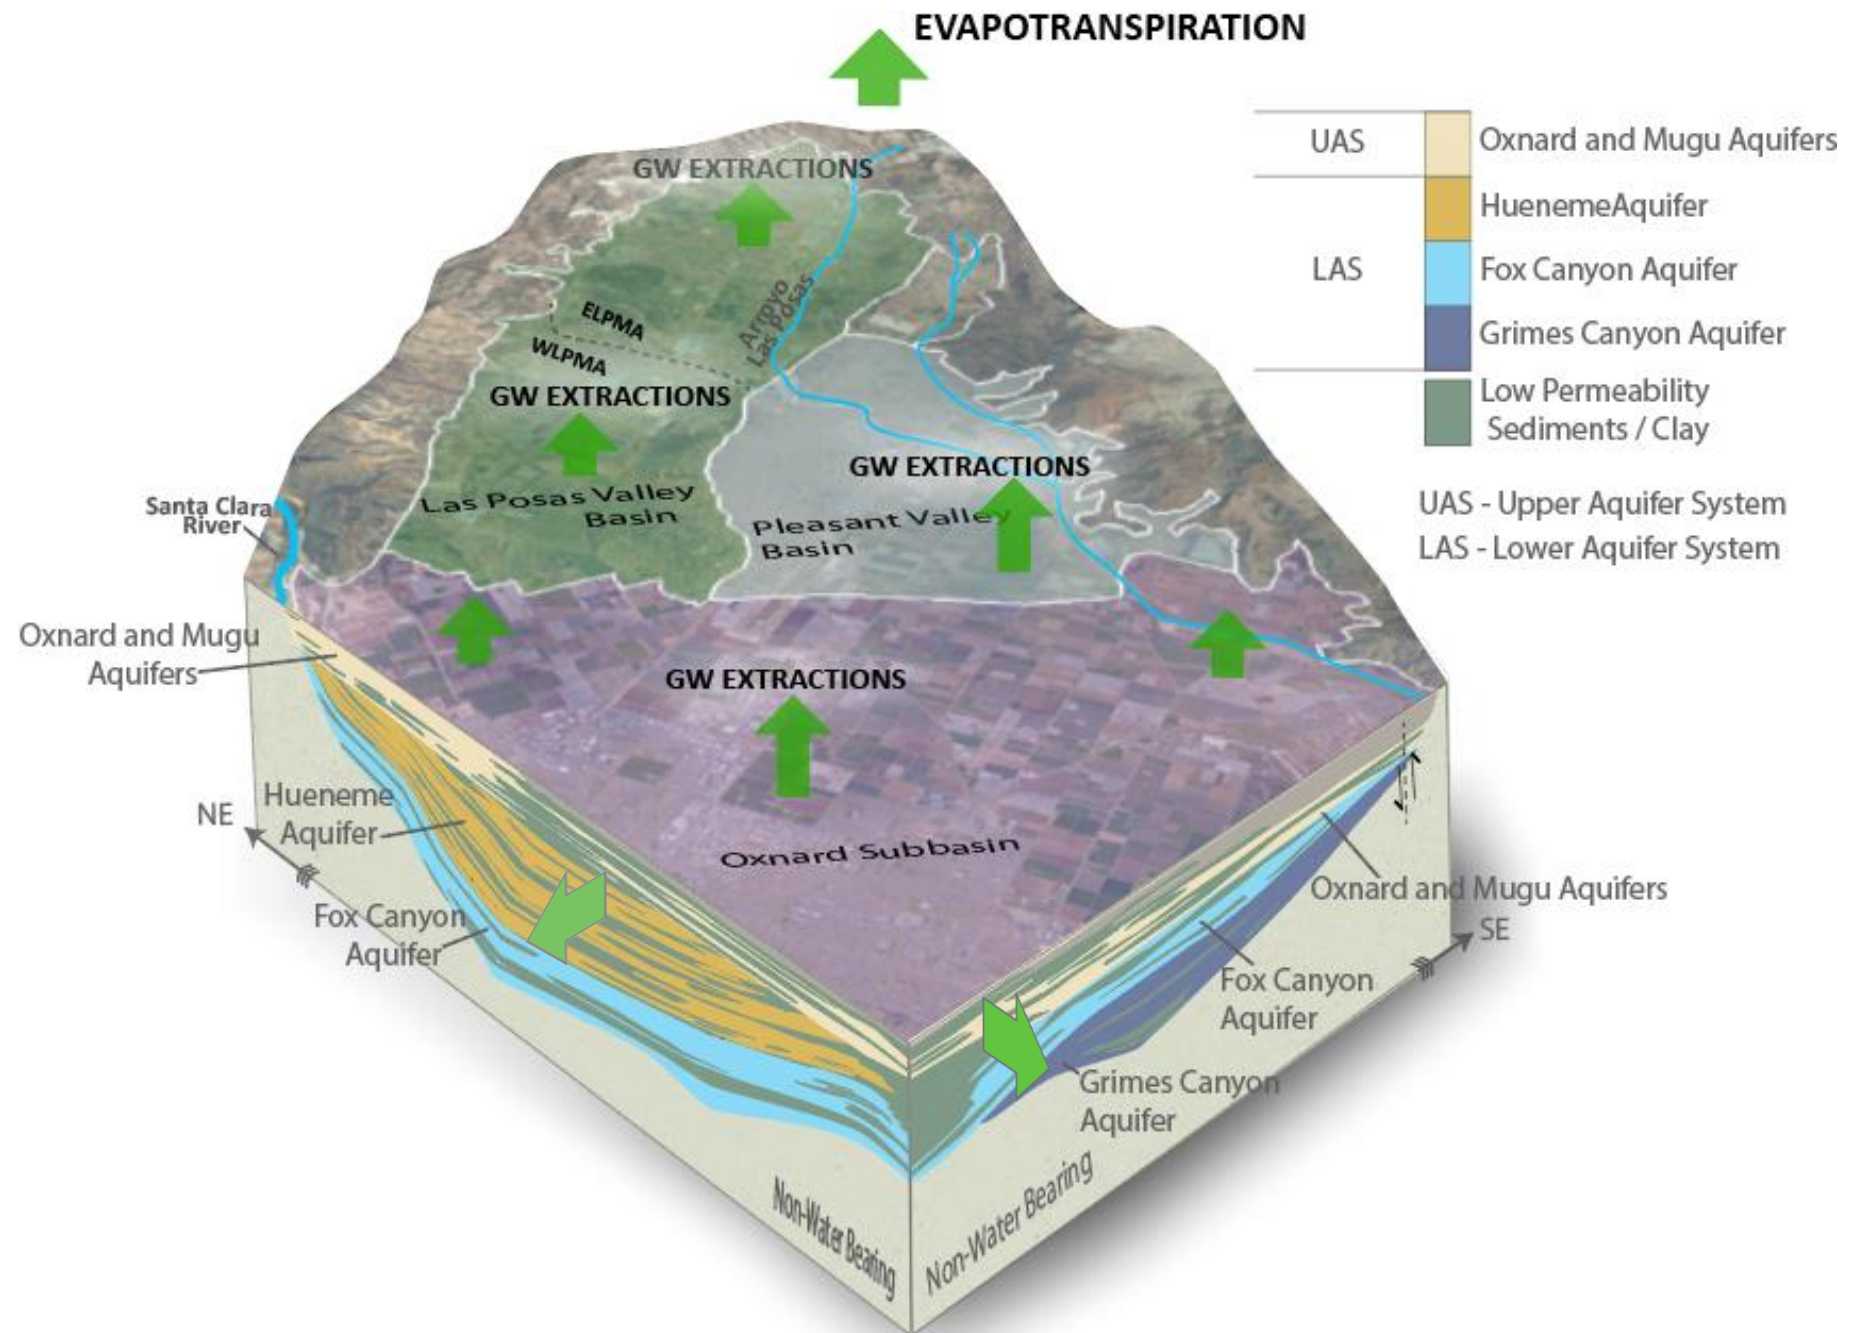 EVAPOTRANSPIRATION
UAS
Oxnard and Mugu Aquifers
HuenemeAquifer
LAS
Fox Canyon Aquifer
Grimes Canyon Aquifer
Low Permeability
Sediments / Clay
UAS - Upper Aquifer System
LAS - Lower Aquifer System
GW EXTRACTIONS
Arroyo
Las Posas
ELPMA
WLPMA
GW EXTRACTIONS
Las Posas Valley
Basin
GW EXTRACTIONS
Pleasant Valley
Basin
Santa Clara
River
Oxnard and Mugu
Aquifers
GW EXTRACTIONS
Oxnard Subbasin
NE
Hueneme
Aquifer
Fox Canyon
Aquifer
Oxnard and Mugu Aquifers
SE
Fox Canyon
Aquifer
Grimes Canyon
Aquifer
Non-Water Bearing
Non-Water Bearing